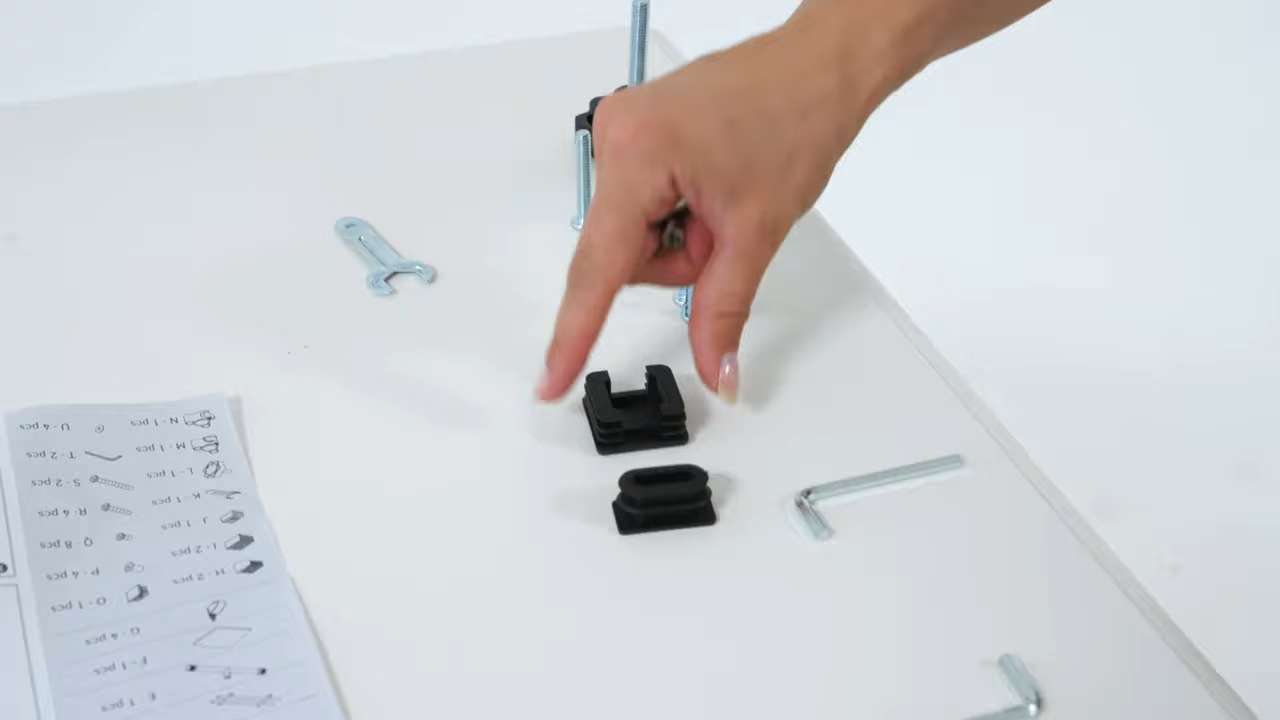 E 1 pcs
F - 1 pcs
G - 4 pcs
H - 2 pcs
I - 2 pcs
J - 1 pcs
K - 1 pcs
L - 1 pcs
M - 1 pcs
N - 1 pcs
O - 1 pcs
P - 4 pcs
Q - 8 pcs
R - 4 pcs
S - 2 pcs
T - 2 pcs
U - 4 pcs